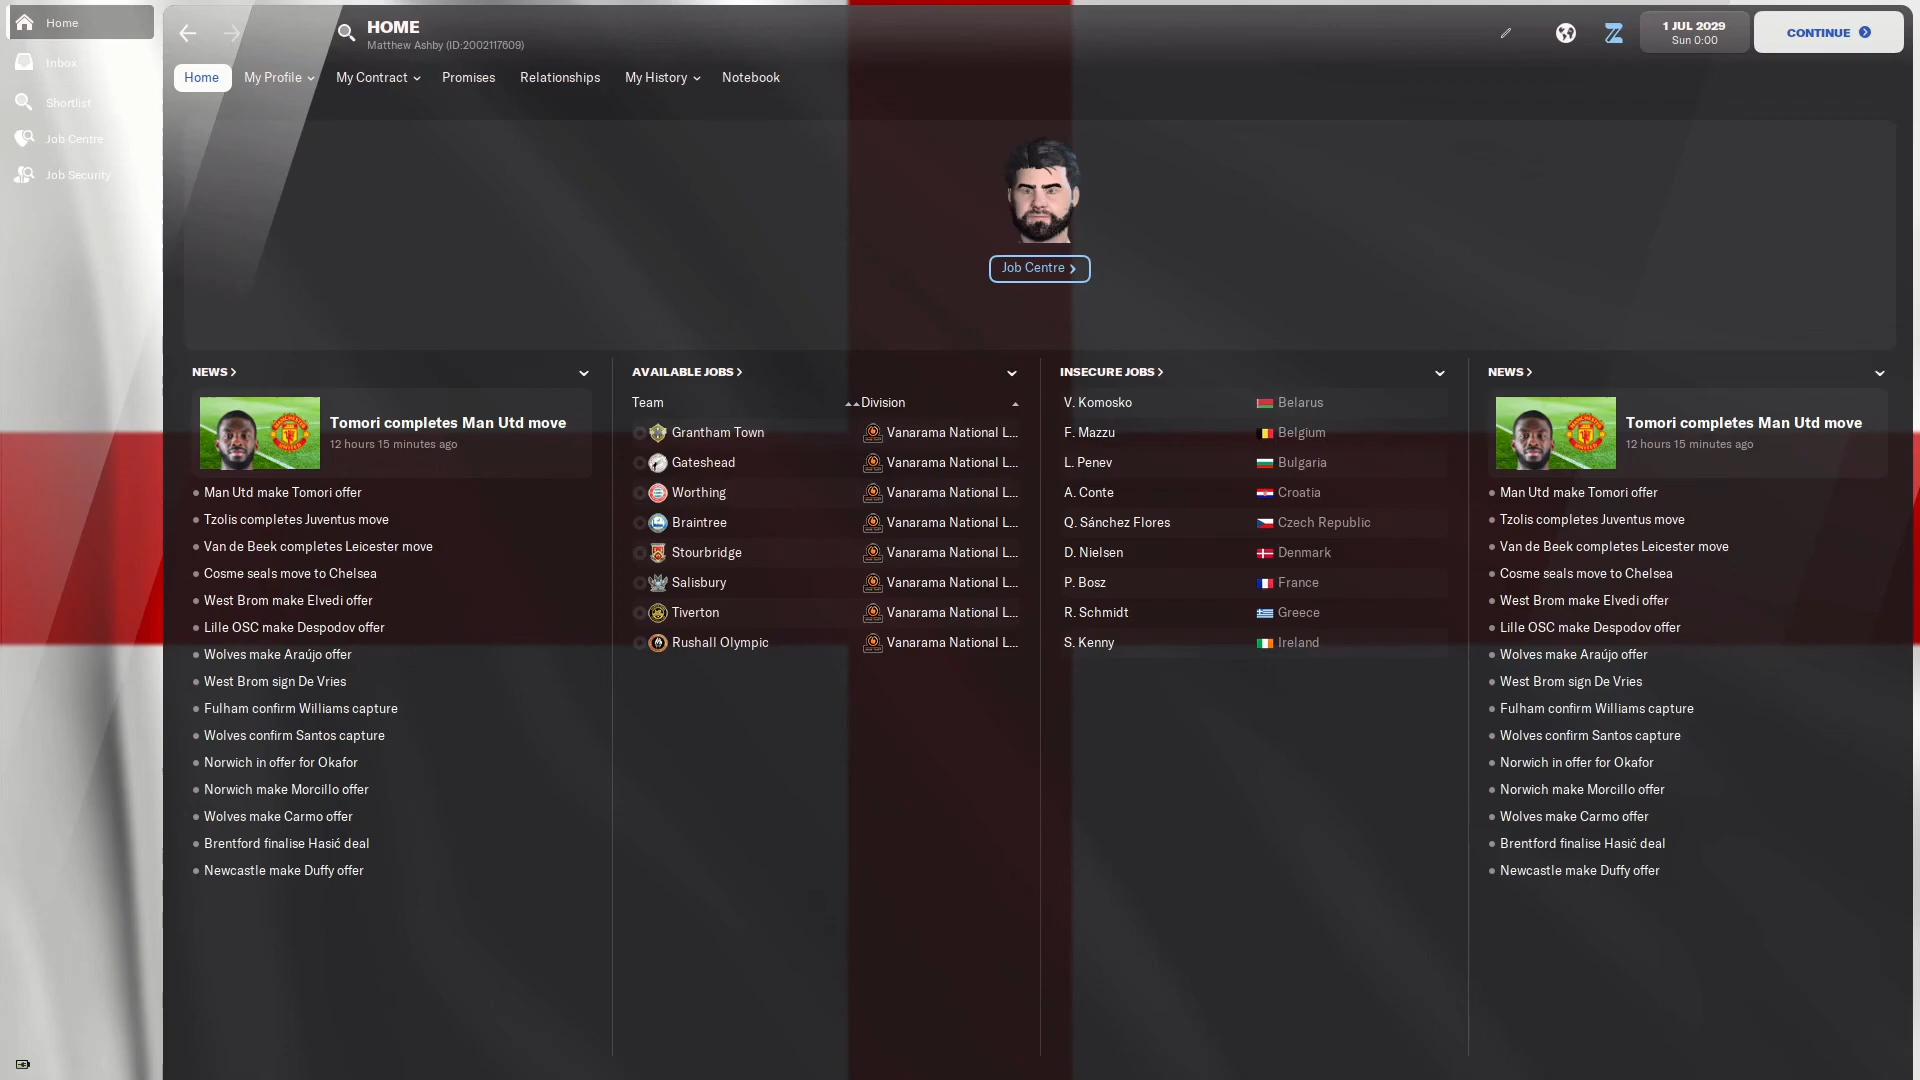 Home
Inbox
Shortlist
Job Centre
Job Security
HOME
Matthew Ashby (ID:2002117609)
1 JUL 2029
Sun 0:00
CONTINUE
Home
My Profile
My Contract
Promises
Relationships
My History
Notebook
Job Centre
NEWS
Tomori completes Man Utd move
12 hours 15 minutes ago
Man Utd make Tomori offer
Tzolis completes Juventus move
Van de Beek completes Leicester move
Cosme seals move to Chelsea
West Brom make Elvedi offer
Lille OSC make Despodov offer
Wolves make Araújo offer
West Brom sign De Vries
Fulham confirm Williams capture
Wolves confirm Santos capture
Norwich in offer for Okafor
Norwich make Morcillo offer
Wolves make Carmo offer
Brentford finalise Hasić deal
Newcastle make Duffy offer
AVAILABLE JOBS
Team Division
Grantham Town Vanarama National L...
Gateshead Vanarama National L...
Worthing Vanarama National L...
Braintree Vanarama National L...
Stourbridge Vanarama National L...
Salisbury Vanarama National L...
Tiverton Vanarama National L...
Rushall Olympic Vanarama National L...
INSECURE JOBS
V. Komosko Belarus
F. Mazzu Belgium
L. Penev Bulgaria
A. Conte Croatia
Q. Sánchez Flores Czech Republic
D. Nielsen Denmark
P. Bosz France
R. Schmidt Greece
S. Kenny Ireland
NEWS
Tomori completes Man Utd move
12 hours 15 minutes ago
Man Utd make Tomori offer
Tzolis completes Juventus move
Van de Beek completes Leicester move
Cosme seals move to Chelsea
West Brom make Elvedi offer
Lille OSC make Despodov offer
Wolves make Araújo offer
West Brom sign De Vries
Fulham confirm Williams capture
Wolves confirm Santos capture
Norwich in offer for Okafor
Norwich make Morcillo offer
Wolves make Carmo offer
Brentford finalise Hasić deal
Newcastle make Duffy offer